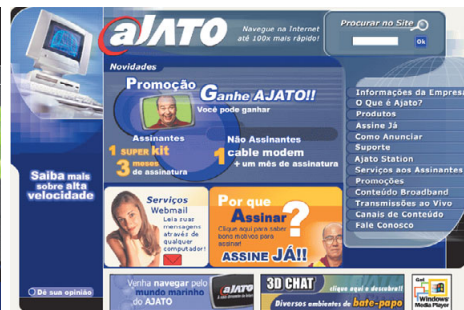 @JATO
Navegue na Internet
até 100x mais rápido!
Procurar no Site
Ok
Novidades
Promoção
Ganhe AJATO!!
Você pode ganhar
Assinantes
1 SUPER kit
3 meses
de assinatura
Não Assinantes
1 cable modem
+ um mês de assinatura
Informações da Empresa
O Que é Ajato?
Produtos
Assine Já
Como Anunciar
Suporte
Ajato Station
Serviços aos Assinantes
Promoções
Conteúdo Broadband
Transmissões ao Vivo
Canais de Conteúdo
Fale Conosco
Saiba mais
sobre alta
velocidade
Serviços
Webmail
Leia suas
mensagens
através de
qualquer
computador!
Por que
Assinar?
Clique aqui para saber
bons motivos para
assinar!
ASSINE JÁ!!
Dê sua opinião
Venha navegar pelo
mundo marinho
do AJATO
@JATO
3D CHAT
clique aqui e descubra!!
Diversos ambientes de bate-papo
Get
Windows
Media Player